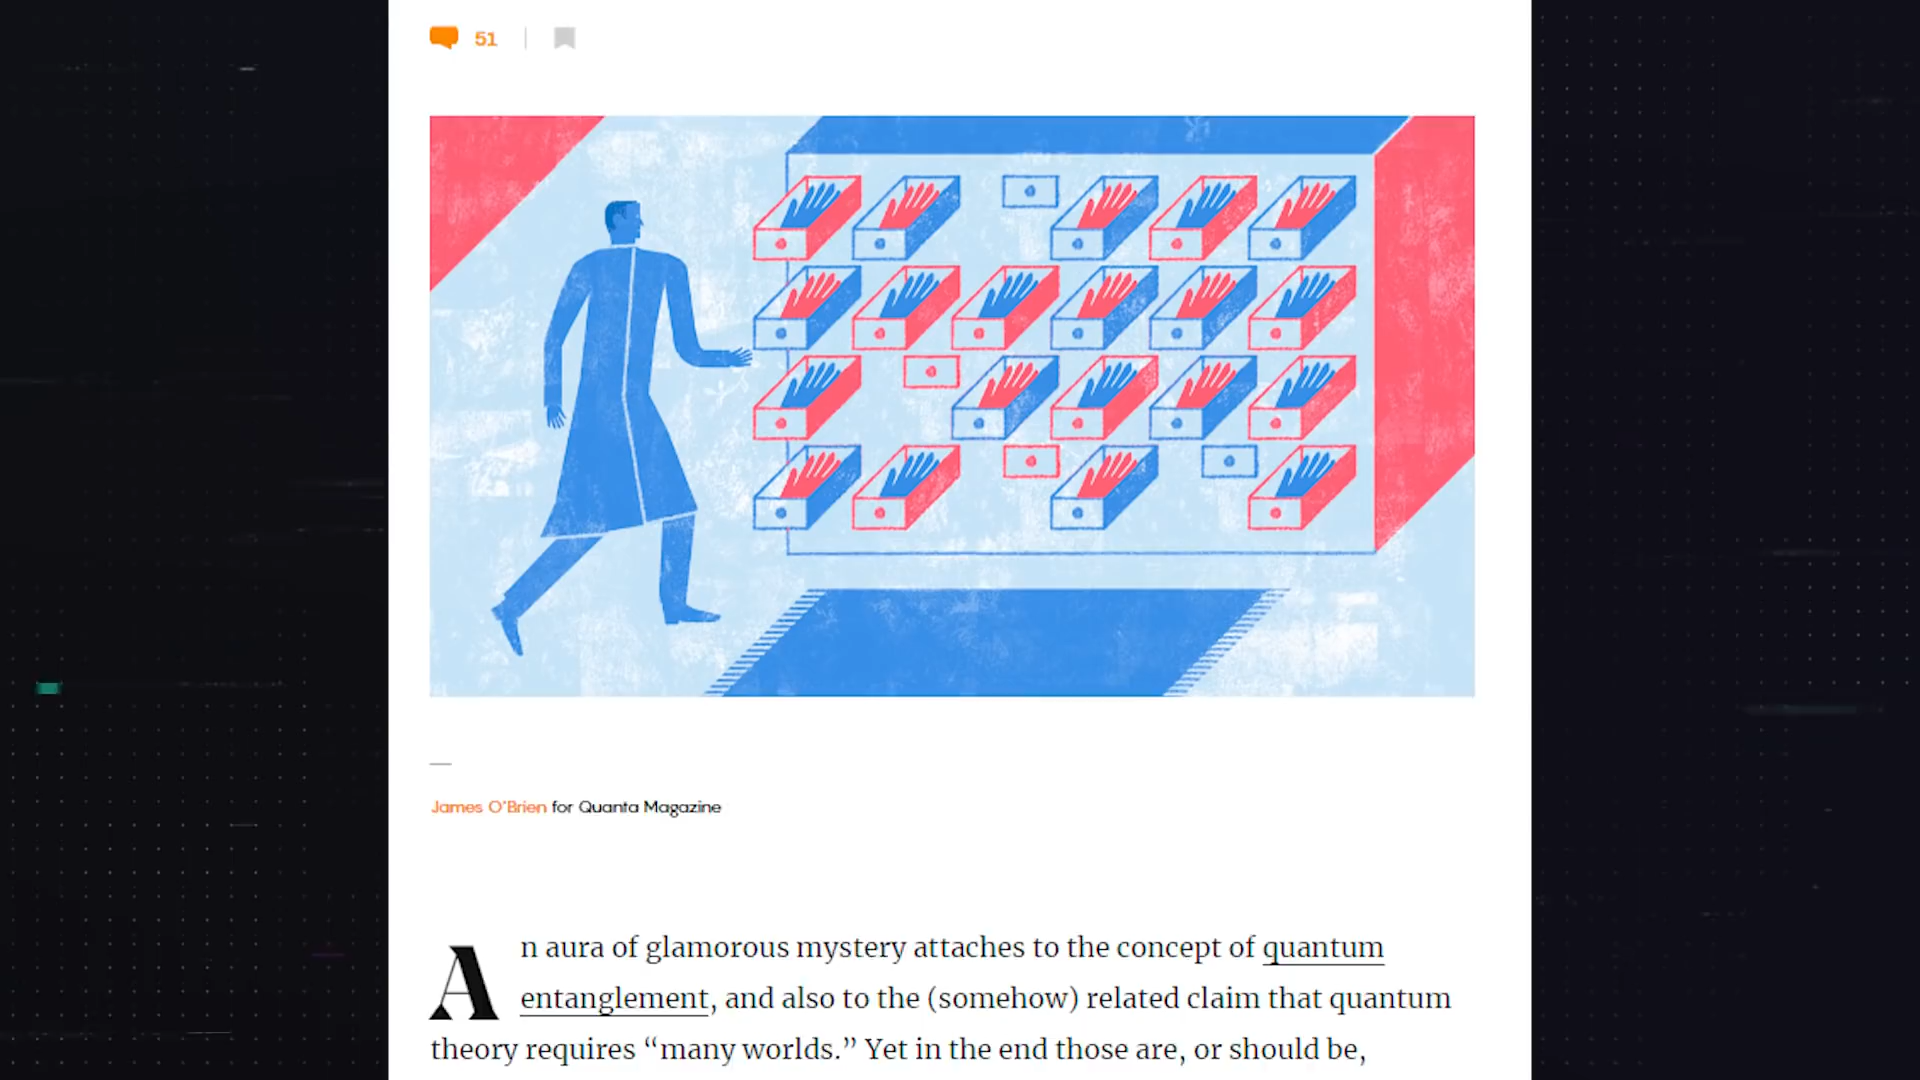 51
James O'Brien for Quanta Magazine
An aura of glamorous mystery attaches to the concept of quantum
entanglement, and also to the (somehow) related claim that quantum
theory requires “many worlds.” Yet in the end those are, or should be,